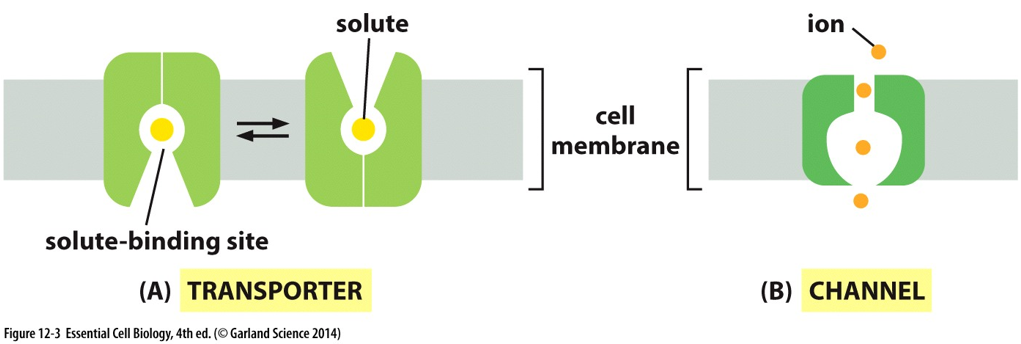 solute
ion
cell
membrane
solute-binding site
(A) TRANSPORTER
(B) CHANNEL
Figure 12-3 Essential Cell Biology, 4th ed. (© Garland Science 2014)